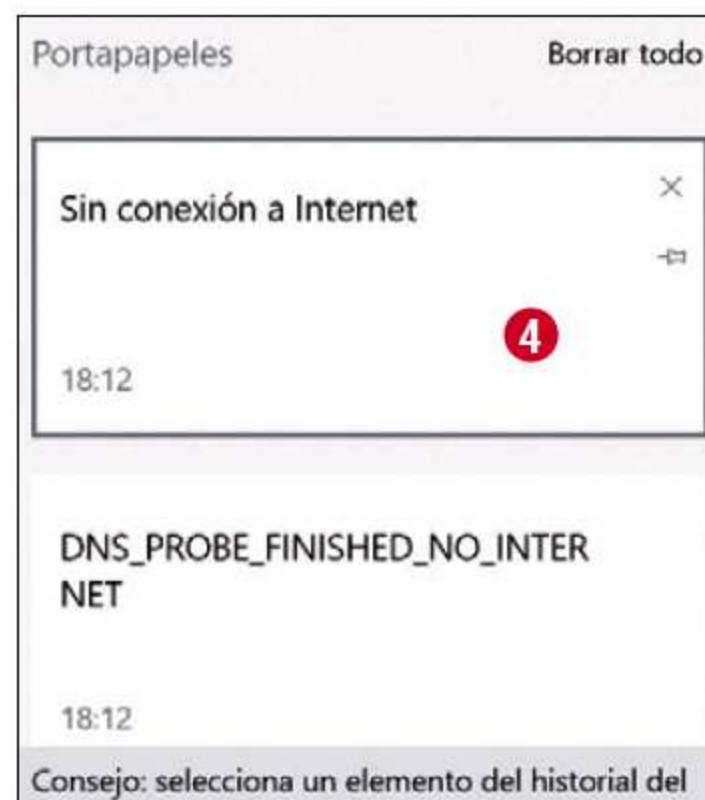 Portapapeles Borrar todo
Sin conexión a Internet
4
18:12
DNS_PROBE_FINISHED_NO_INTER
NET
18:12
Consejo: selecciona un elemento del historial del